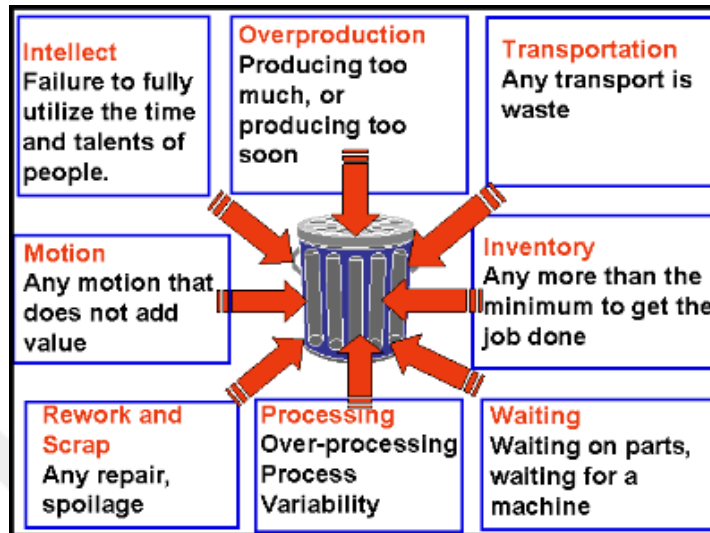 Intellect
Failure to fully
utilize the time
and talents of
people.
Overproduction
Producing too
much, or
producing too
soon
Transportation
Any transport is
waste
Motion
Any motion that
does not add
value
Inventory
Any more than the
minimum to get the
job done
Rework and
Scrap
Any repair,
spoilage
Processing
Over-processing
Process
Variability
Waiting
Waiting on parts,
waiting for a
machine